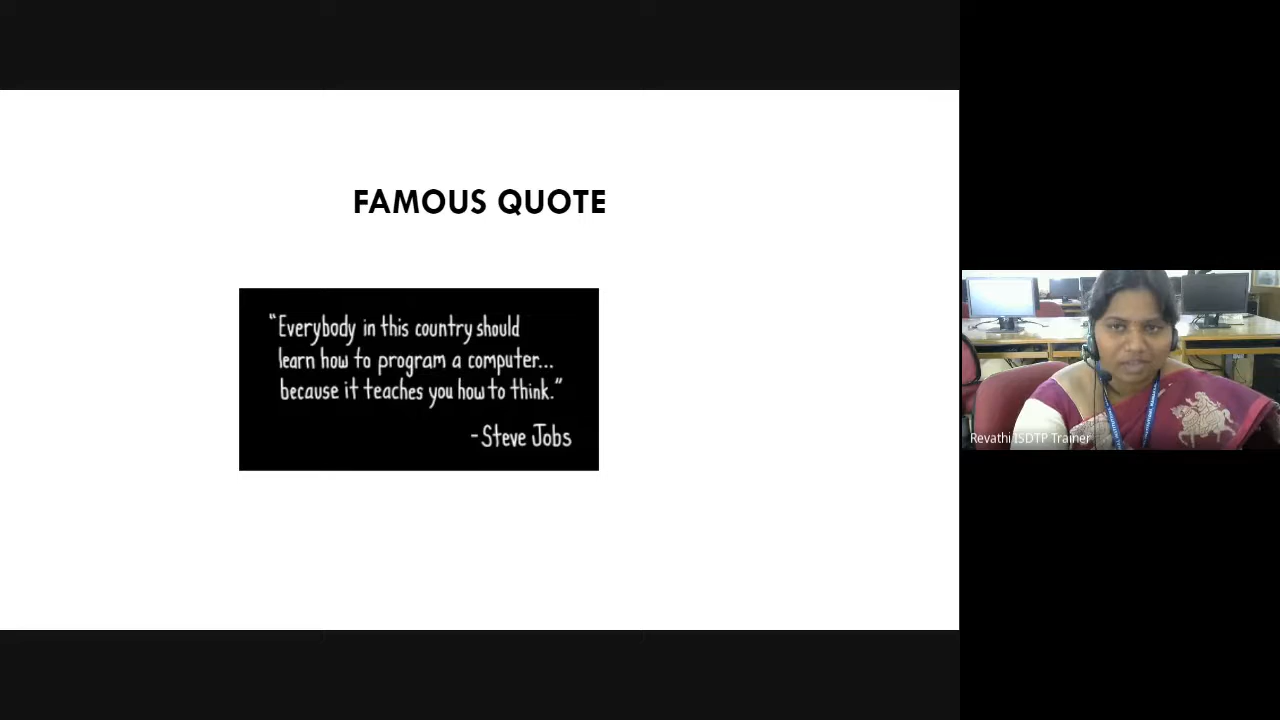 FAMOUS QUOTE
“Everybody in this country should
learn how to program a computer...
because it teaches you how to think.”
-Steve Jobs
Revathi ISDTP Trainer